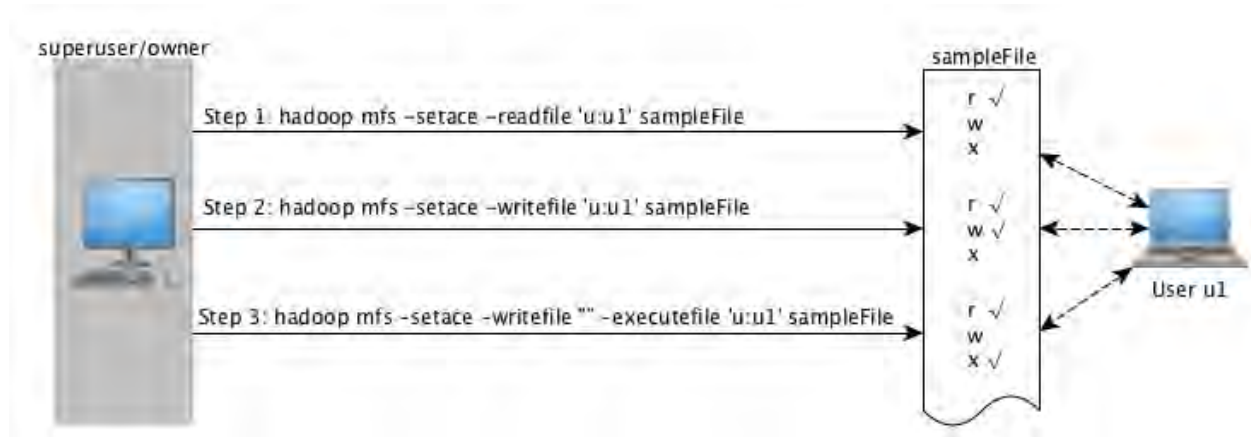 superuser/owner
sampleFile
Step 1: hadoop mfs -setace -readfile 'u:u1' sampleFile
r √
w
x
Step 2: hadoop mfs -setace -writefile 'u:u1' sampleFile
r √
w √
x
User u1
Step 3: hadoop mfs -setace -writefile "" -executefile 'u:u1' sampleFile
r √
w
x √